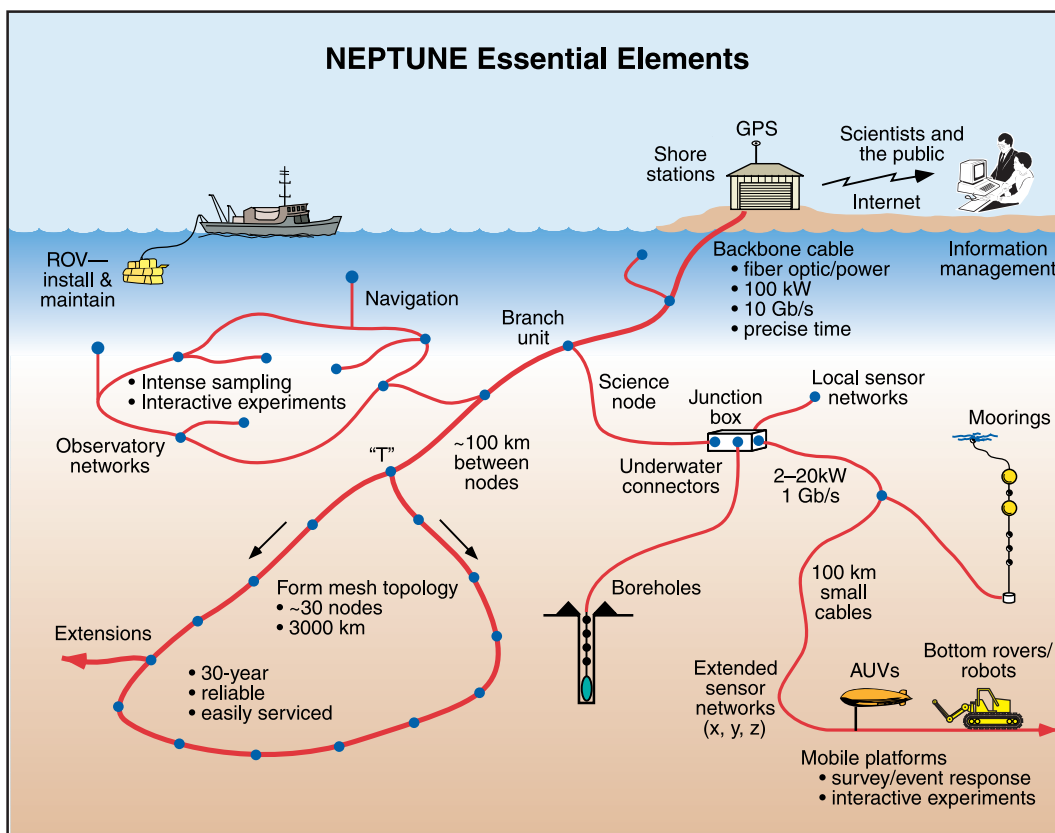 NEPTUNE Essential Elements
GPS
Shore
stations
Scientists and
the public
Internet
Information
management
ROV—
install &
maintain
Navigation
Branch
unit
Backbone cable
• fiber optic/power
• 100 kW
• 10 Gb/s
• precise time
• Intense sampling
• Interactive experiments
Observatory
networks
"T"
~100 km
between
nodes
Science
node
Junction
box
Local sensor
networks
Moorings
Underwater
connectors
2–20kW
1 Gb/s
Form mesh topology
• ~30 nodes
• 3000 km
Boreholes
100 km
small
cables
Extensions
• 30-year
• reliable
• easily serviced
Extended
sensor
networks
(x, y, z)
AUVs
Bottom rovers/
robots
Mobile platforms
• survey/event response
• interactive experiments